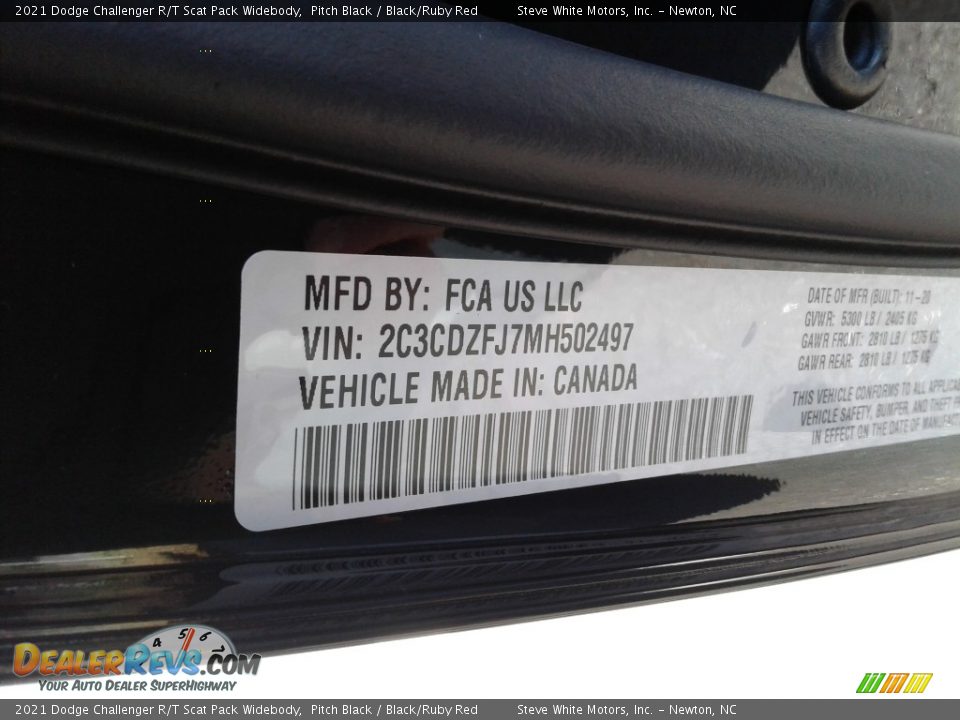 2021 Dodge Challenger R/T Scat Pack Widebody, Pitch Black / Black/Ruby Red Steve White Motors, Inc. – Newton, NC
MFD BY: FCA US LLC
VIN: 2C3CDZFJ7MH502497
VEHICLE MADE IN: CANADA
DATE OF MFR (BUILT): 11-20
GVWR: 5300 LB / 2405 KG
GAWR FRONT: 2810 LB / 1275 KG
GAWR REAR: 2810 LB / 1275 KG
THIS VEHICLE CONFORMS TO ALL
VEHICLE SAFETY, BUMPER, AND THEFT
IN EFFECT ON THE DATE OF
4 5 6 7
DEALERREVS.COM
YOUR AUTO DEALER SUPERHIGHWAY
2021 Dodge Challenger R/T Scat Pack Widebody, Pitch Black / Black/Ruby Red Steve White Motors, Inc. – Newton, NC